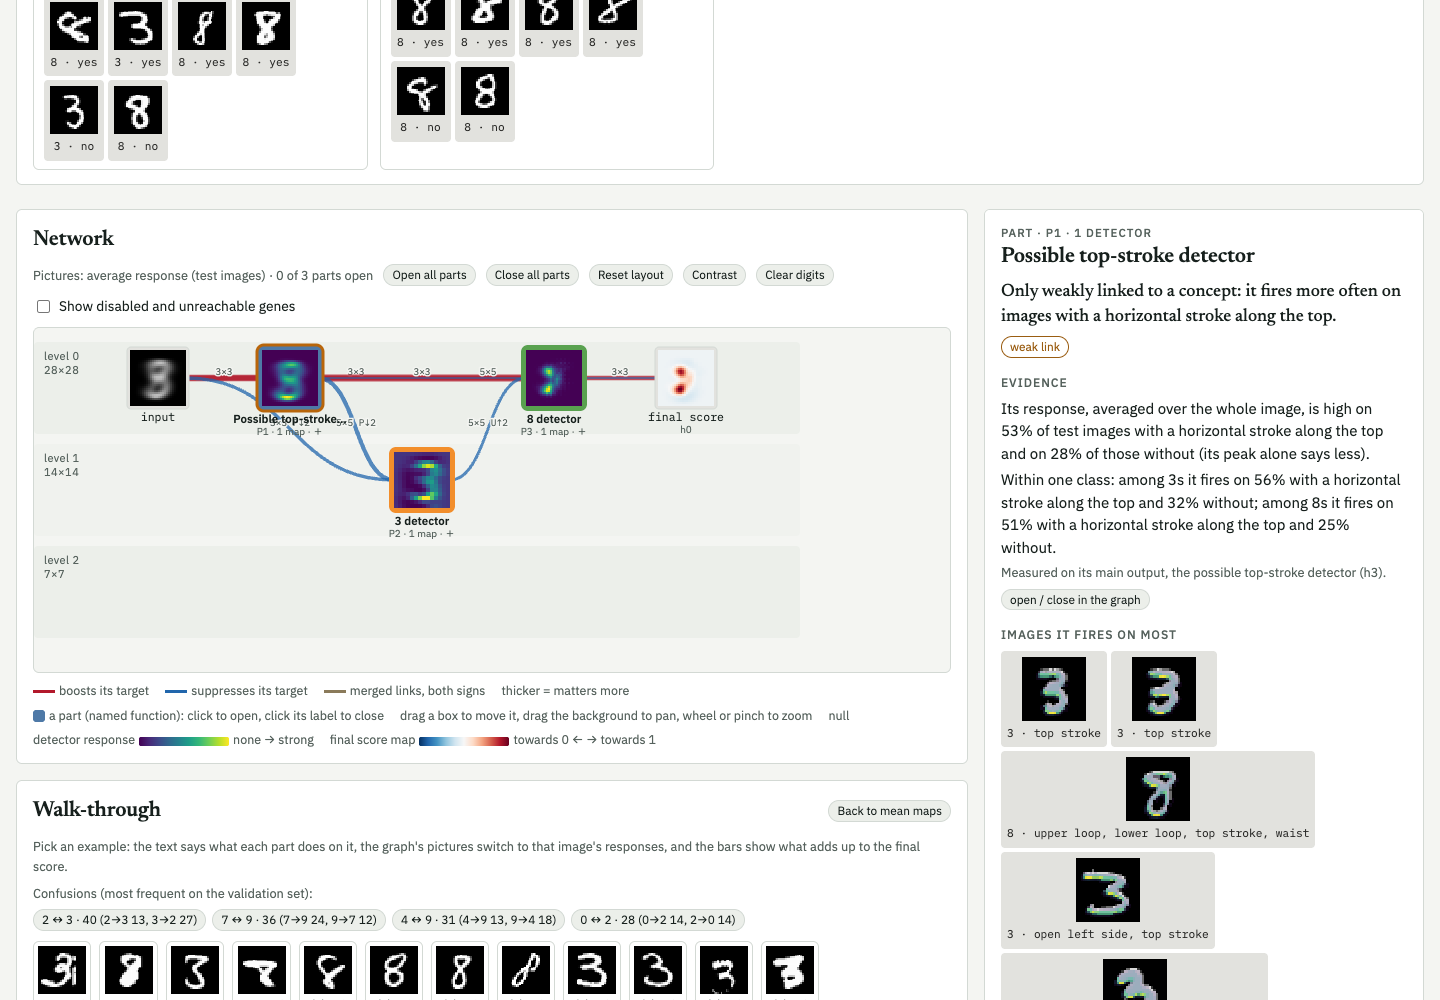 8 · yes
3 · yes
8 · yes
8 · yes
3 · no
8 · no
8 · yes
8 · yes
8 · yes
8 · yes
8 · no
8 · no
Network
Pictures: average response (test images) · 0 of 3 parts open
Open all parts
Close all parts
Reset layout
Contrast
Clear digits
Show disabled and unreachable genes
level 0
28×28
3×3
3×3
3×3
5×5
3×3
input
Possible top-stroke…
P1 · 1 map · +
5×5 P↓2
5×5 U↑2
8 detector
P3 · 1 map · +
final score
h0
level 1
14×14
3 detector
P2 · 1 map · +
level 2
7×7
boosts its target
suppresses its target
merged links, both signs
thicker = matters more
a part (named function): click to open, click its label to close
drag a box to move it, drag the background to pan, wheel or pinch to zoom
null
detector response
none → strong
final score map
towards 0 ← → towards 1
Walk-through
Back to mean maps
Pick an example: the text says what each part does on it, the graph's pictures switch to that image's responses, and the bars show what adds up to the final
score.
Confusions (most frequent on the validation set):
2 ↔ 3 · 40 (2→3 13, 3→2 27)
7 ↔ 9 · 36 (7→9 24, 9→7 12)
4 ↔ 9 · 31 (4→9 13, 9→4 18)
0 ↔ 2 · 28 (0→2 14, 2→0 14)
PART · P1 · 1 DETECTOR
Possible top-stroke detector
Only weakly linked to a concept: it fires more often on
images with a horizontal stroke along the top.
weak link
EVIDENCE
Its response, averaged over the whole image, is high on
53% of test images with a horizontal stroke along the top
and on 28% of those without (its peak alone says less).
Within one class: among 3s it fires on 56% with a horizontal
stroke along the top and 32% without; among 8s it fires on
51% with a horizontal stroke along the top and 25%
without.
Measured on its main output, the possible top-stroke detector (h3).
open / close in the graph
IMAGES IT FIRES ON MOST
3 · top stroke
3 · top stroke
8 · upper loop, lower loop, top stroke, waist
3 · open left side, top stroke